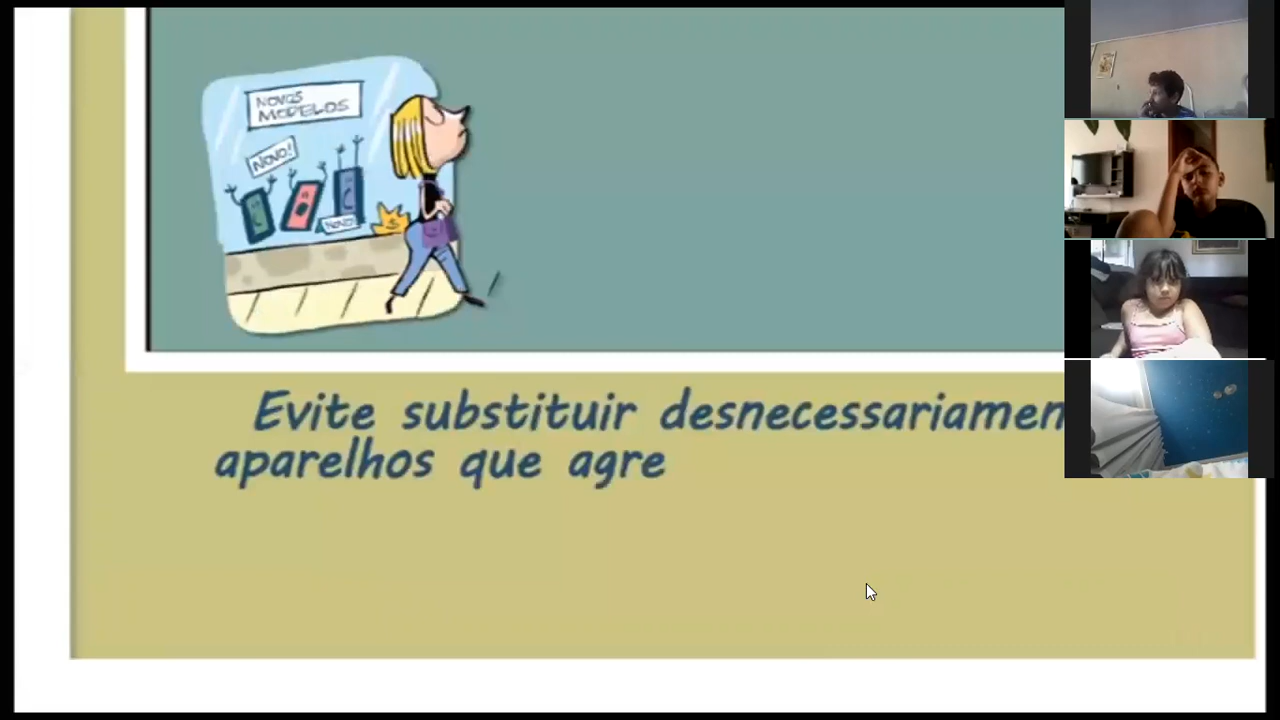 NOVOS
MODELOS
NOVO!
NOVO!
Evite substituir desnecessariamen
aparelhos que agre